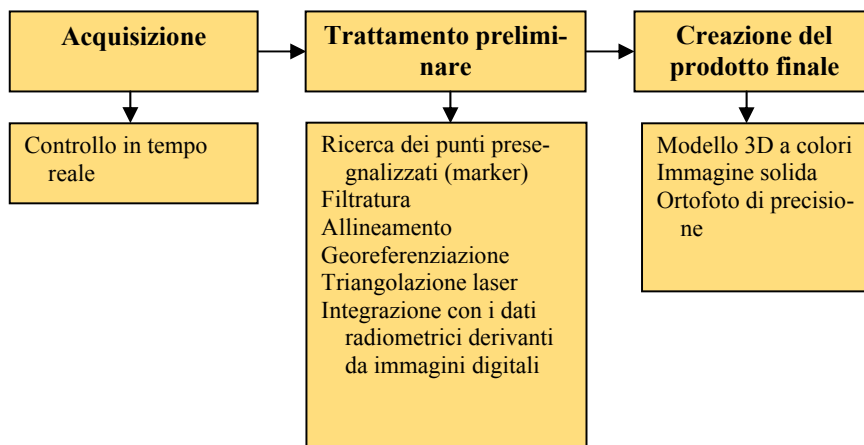 Acquisizione
Trattamento prelimi-
nare
Creazione del
prodotto finale
Controllo in tempo
reale
Ricerca dei punti prese-
gnalizzati (marker)
Filtratura
Allineamento
Georeferenziazione
Triangolazione laser
Integrazione con i dati
radiometrici derivanti
da immagini digitali
Modello 3D a colori
Immagine solida
Ortofoto di precisio-
ne